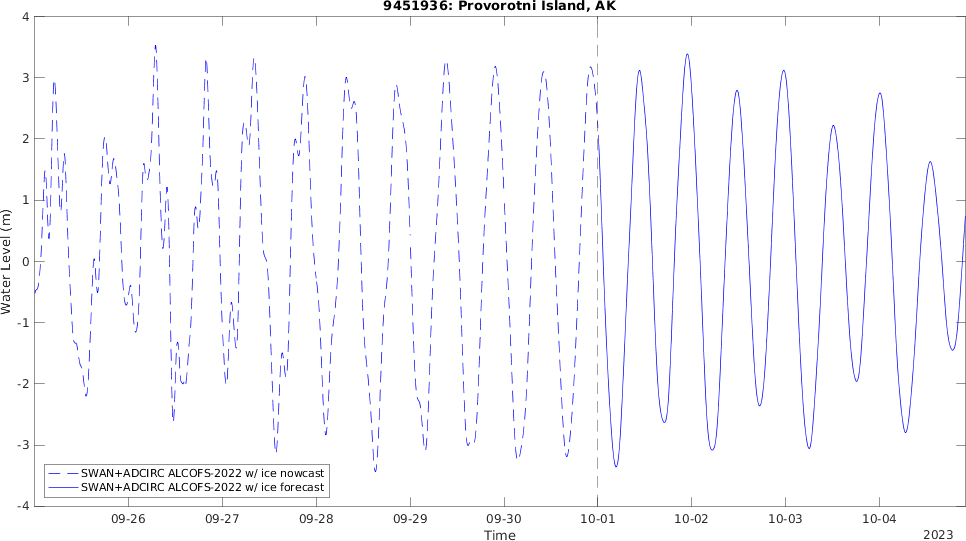 9451936: Provorotni Island, AK
Water Level (m)
4
3
2
1
0
-1
-2
-3
-4
SWAN+ADCIRC ALCOFS-2022 w/ ice nowcast
SWAN+ADCIRC ALCOFS-2022 w/ ice forecast
09-26 09-27 09-28 09-29 09-30 10-01 10-02 10-03 10-04
Time
2023